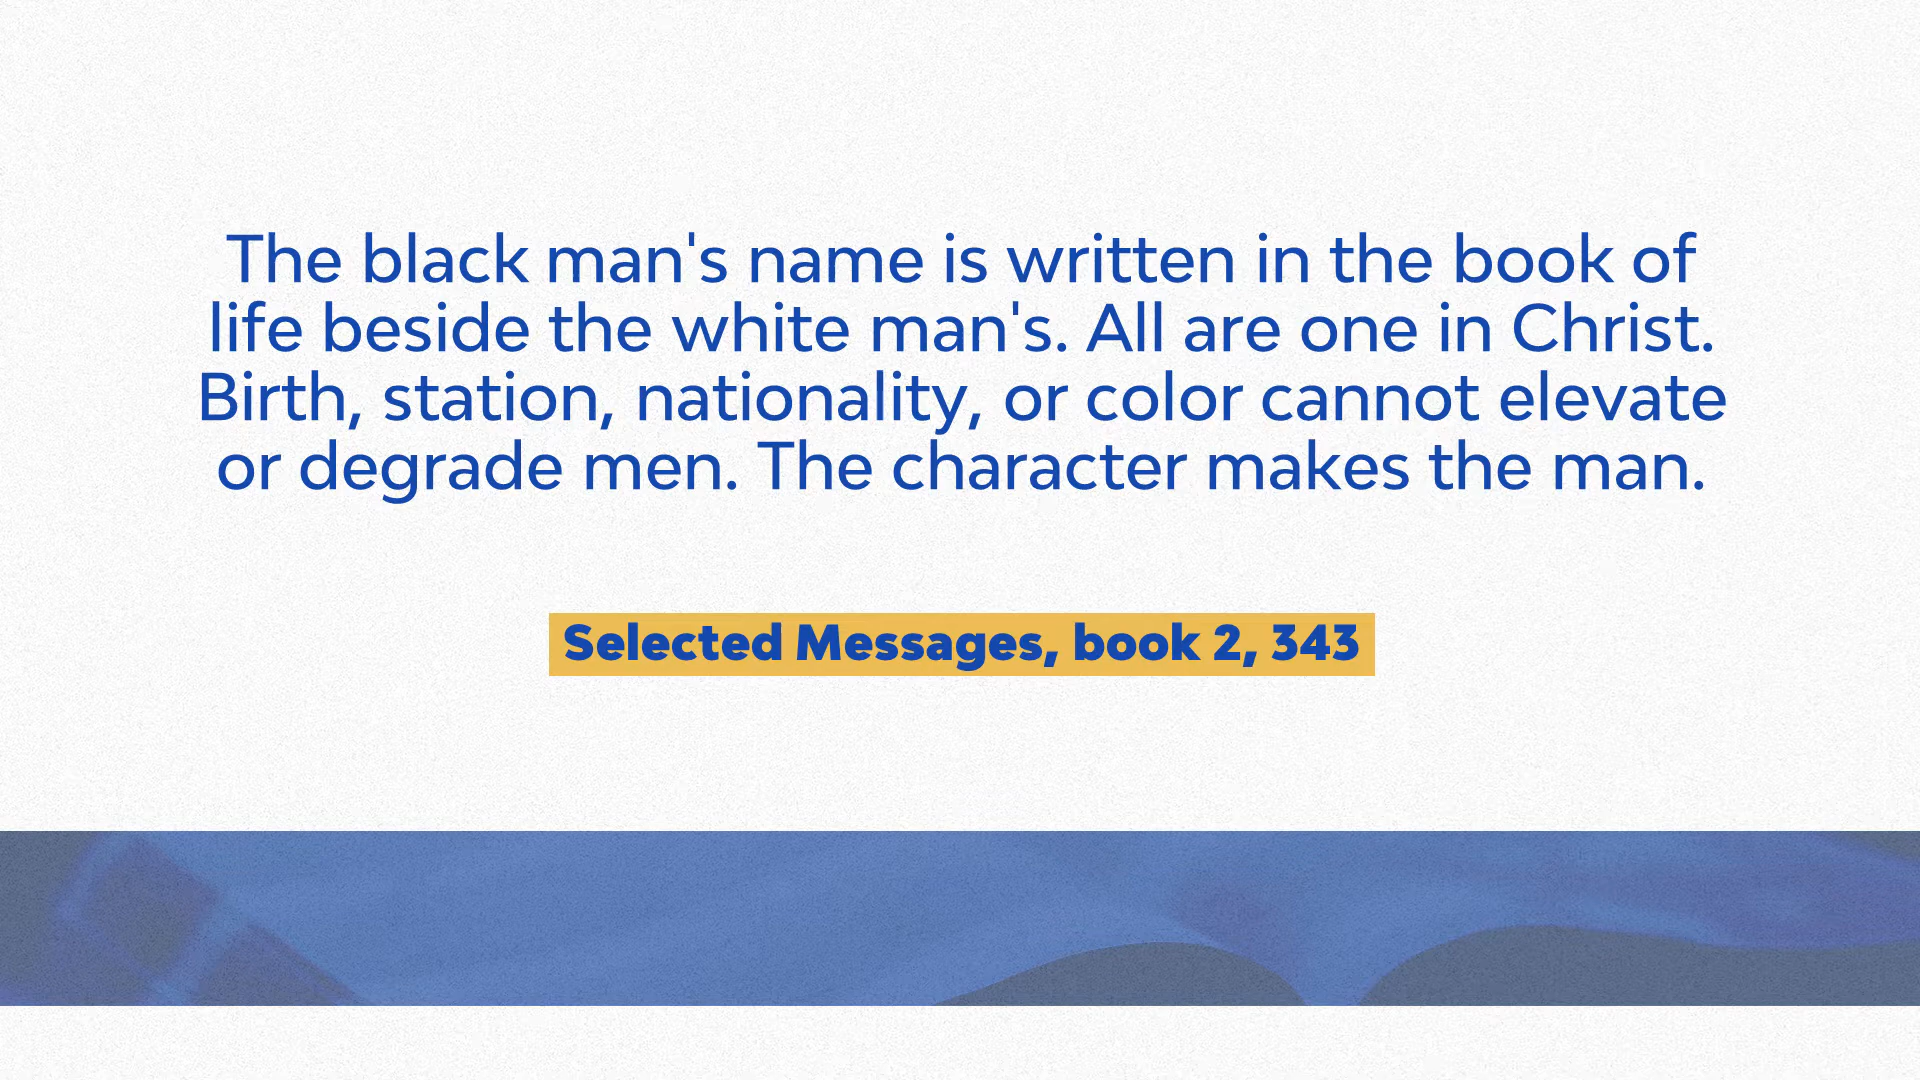 The black man's name is written in the book of
life beside the white man's. All are one in Christ.
Birth, station, nationality, or color cannot elevate
or degrade men. The character makes the man.
Selected Messages, book 2, 343